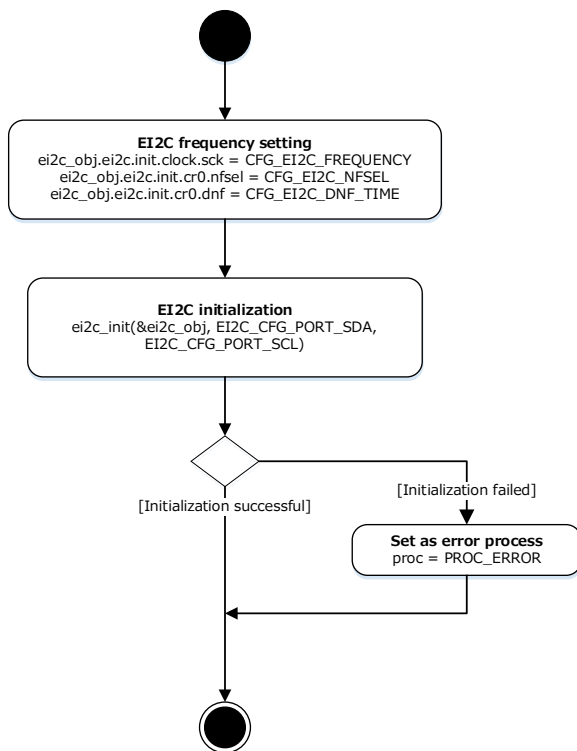 EI2C frequency setting
ei2c_obj.ei2c.init.clock.sck = CFG_EI2C_FREQUENCY
ei2c_obj.ei2c.init.cr0.nfsel = CFG_EI2C_NFSEL
ei2c_obj.ei2c.init.cr0.dnf = CFG_EI2C_DNF_TIME
EI2C initialization
ei2c_init(&ei2c_obj, EI2C_CFG_PORT_SDA,
EI2C_CFG_PORT_SCL)
[Initialization failed]
[Initialization successful]
Set as error process
proc = PROC_ERROR